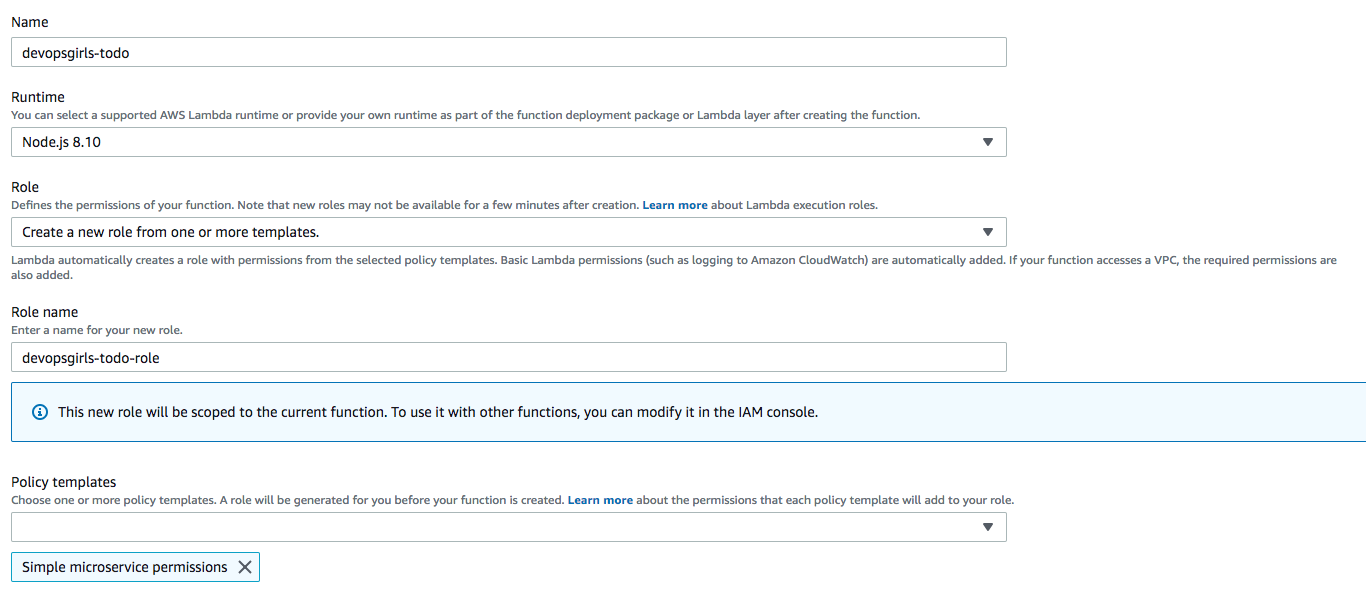 Name
devopsgirls-todo
Runtime
You can select a supported AWS Lambda runtime or provide your own runtime as part of the function deployment package or Lambda layer after creating the function.
Node.js 8.10
Role
Defines the permissions of your function. Note that new roles may not be available for a few minutes after creation. Learn more about Lambda execution roles.
Create a new role from one or more templates.
Lambda automatically creates a role with permissions from the selected policy templates. Basic Lambda permissions (such as logging to Amazon CloudWatch) are automatically added. If your function accesses a VPC, the required permissions are
also added.
Role name
Enter a name for your new role.
devopsgirls-todo-role
This new role will be scoped to the current function. To use it with other functions, you can modify it in the IAM console.
Policy templates
Choose one or more policy templates. A role will be generated for you before your function is created. Learn more about the permissions that each policy template will add to your role.
Simple microservice permissions